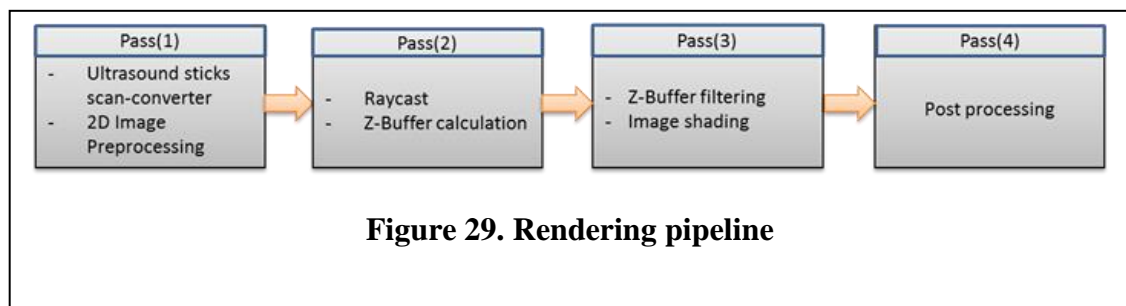 Pass(1)
- Ultrasound sticks
scan-converter
- 2D Image
Preprocessing
Pass(2)
- Raycast
- Z-Buffer calculation
Pass(3)
- Z-Buffer filtering
- Image shading
Pass(4)
Post processing
Figure 29. Rendering pipeline